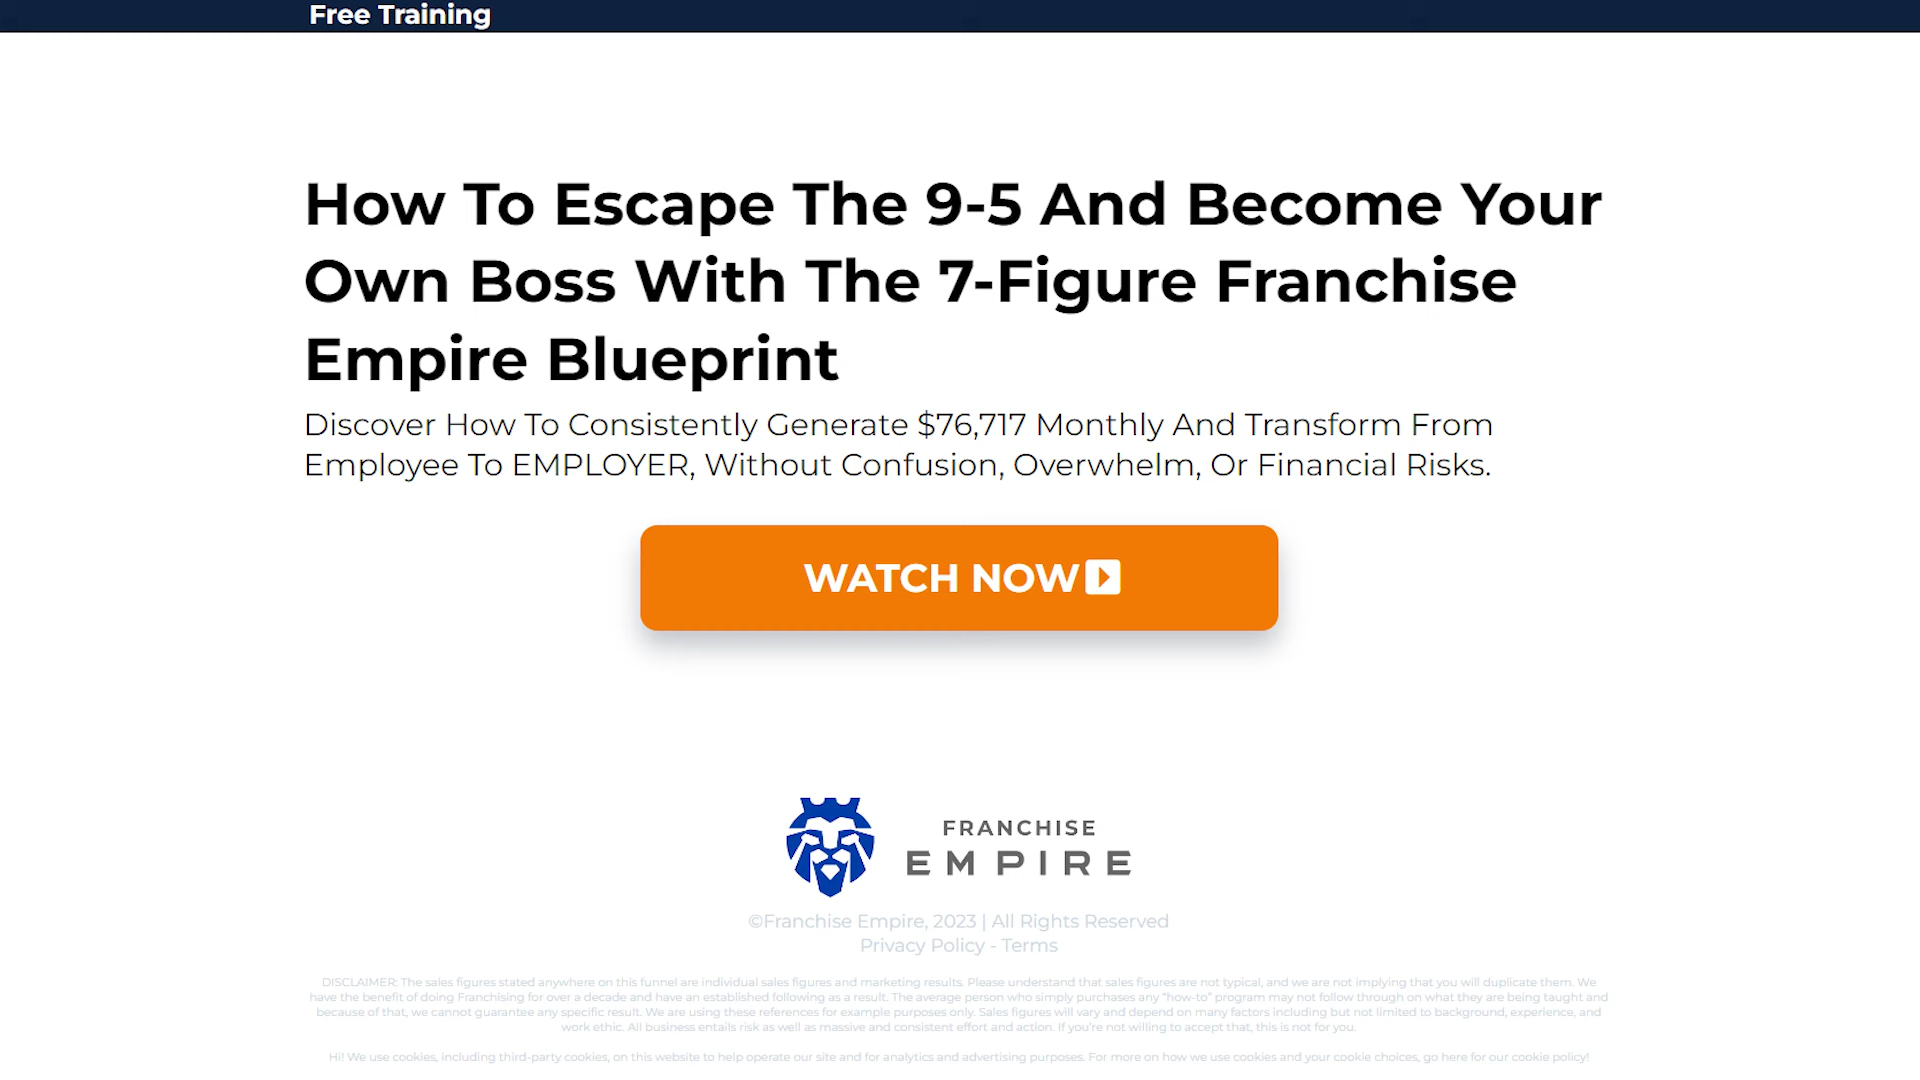 Free Training
How To Escape The 9-5 And Become Your
Own Boss With The 7-Figure Franchise
Empire Blueprint
Discover How To Consistently Generate $76,717 Monthly And Transform From
Employee To EMPLOYER, Without Confusion, Overwhelm, Or Financial Risks.
WATCH NOW
FRANCHISE
EMPIRE
©Franchise Empire, 2023 | All Rights Reserved
Privacy Policy - Terms
DISCLAIMER: The sales figures stated anywhere on this funnel are individual sales figures and marketing results. Please understand that sales figures are not typical, and we are not implying that you will duplicate them. We
have the benefit of doing Franchising for over a decade and have an established following as a result. The average person who simply purchases any "how-to" program may not follow through on what they are being taught and
because of that, we cannot guarantee any specific result. We are using these references for example purposes only. Sales figures will vary and depend on many factors including but not limited to background, experience, and
work ethic. All business entails risk as well as massive and consistent effort and action. If you're not willing to accept that, this is not for you.
Hi! We use cookies, including third-party cookies, on this website to help operate our site and for analytics and advertising purposes. For more on how we use cookies and your cookie choices, go here for our cookie policy!